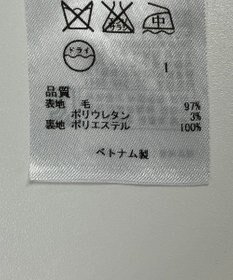 中
ドライ
品質
表地 毛 97%
ポリウレタン 3%
裏地 ポリエステル 100%
ベトナム製